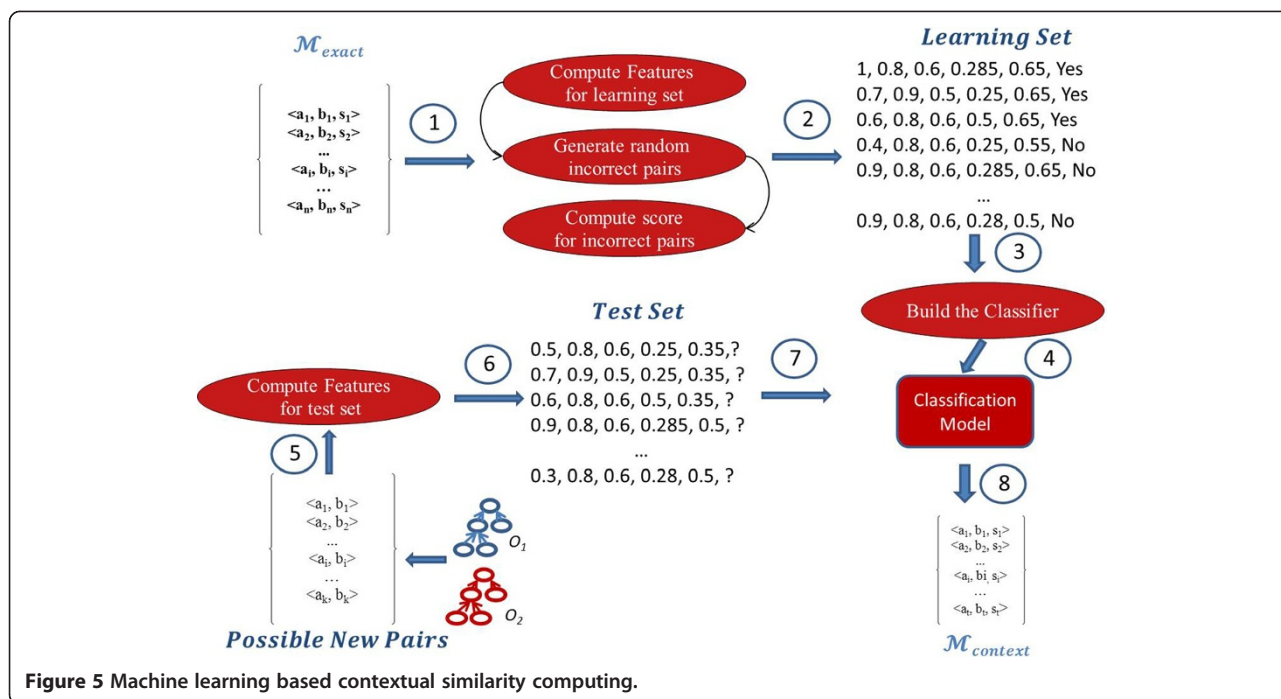 M_exact
<a₁, b₁, s₁>
<a₂, b₂, s₂>
...
<aᵢ, bᵢ, sᵢ>
…
<aₙ, bₙ, sₙ>
1
Compute Features
for learning set
Generate random
incorrect pairs
Compute score
for incorrect pairs
2
Learning Set
1, 0.8, 0.6, 0.285, 0.65, Yes
0.7, 0.9, 0.5, 0.25, 0.65, Yes
0.6, 0.8, 0.6, 0.5, 0.65, Yes
0.4, 0.8, 0.6, 0.25, 0.55, No
0.9, 0.8, 0.6, 0.285, 0.65, No
...
0.9, 0.8, 0.6, 0.28, 0.5, No
3
Build the Classifier
4
Classification
Model
Compute Features
for test set
5
6
Test Set
0.5, 0.8, 0.6, 0.25, 0.35,?
0.7, 0.9, 0.5, 0.25, 0.35, ?
0.6, 0.8, 0.6, 0.5, 0.35, ?
0.9, 0.8, 0.6, 0.285, 0.5, ?
...
0.3, 0.8, 0.6, 0.28, 0.5, ?
7
8
<a₁, b₁>
<a₂, b₂>
...
<aᵢ, bᵢ>
…
<aₖ, bₖ>
O₁
O₂
Possible New Pairs
<a₁, b₁, s₁>
<a₂, b₂, s₂>
...
<aᵢ, bi, sᵢ>
…
<aₜ, bₜ, sₜ>
M_context
Figure 5 Machine learning based contextual similarity computing.